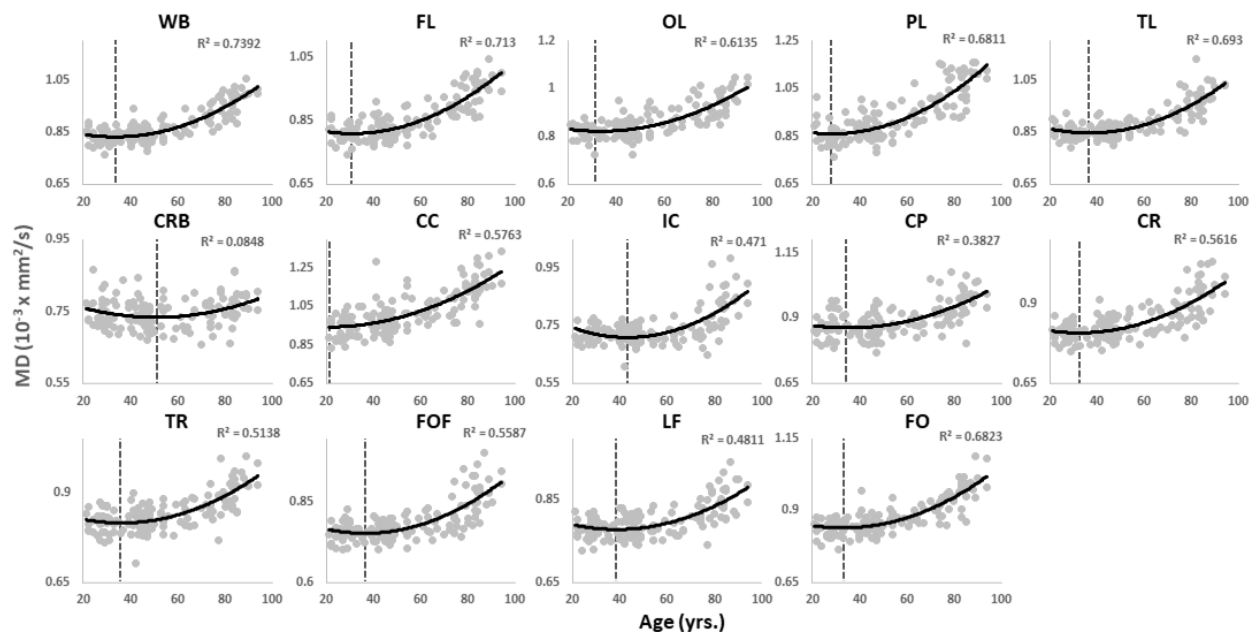 WB
FL
OL
PL
TL
R² = 0.7392
R² = 0.713
R² = 0.6135
R² = 0.6811
R² = 0.693
1.05
0.85
0.65
1.05
0.85
0.65
1.2
1
0.8
0.6
1.25
1.05
0.85
0.65
1.05
0.85
0.65
20 40 60 80 100
20 40 60 80 100
20 40 60 80 100
20 40 60 80 100
20 40 60 80 100
MD (10⁻³ x mm²/s)
CRB
CC
IC
CP
CR
R² = 0.0848
R² = 0.5763
R² = 0.471
R² = 0.3827
R² = 0.5616
0.95
0.75
0.55
1.25
1.05
0.85
0.65
0.95
0.75
0.55
1.15
0.9
0.65
0.9
0.65
20 40 60 80 100
20 40 60 80 100
20 40 60 80 100
20 40 60 80 100
20 40 60 80 100
TR
FOF
LF
FO
R² = 0.5138
R² = 0.5587
R² = 0.4811
R² = 0.6823
0.9
0.65
0.85
0.6
0.85
0.65
1.15
0.9
0.65
20 40 60 80 100
20 40 60 80 100
20 40 60 80 100
20 40 60 80 100
Age (yrs.)